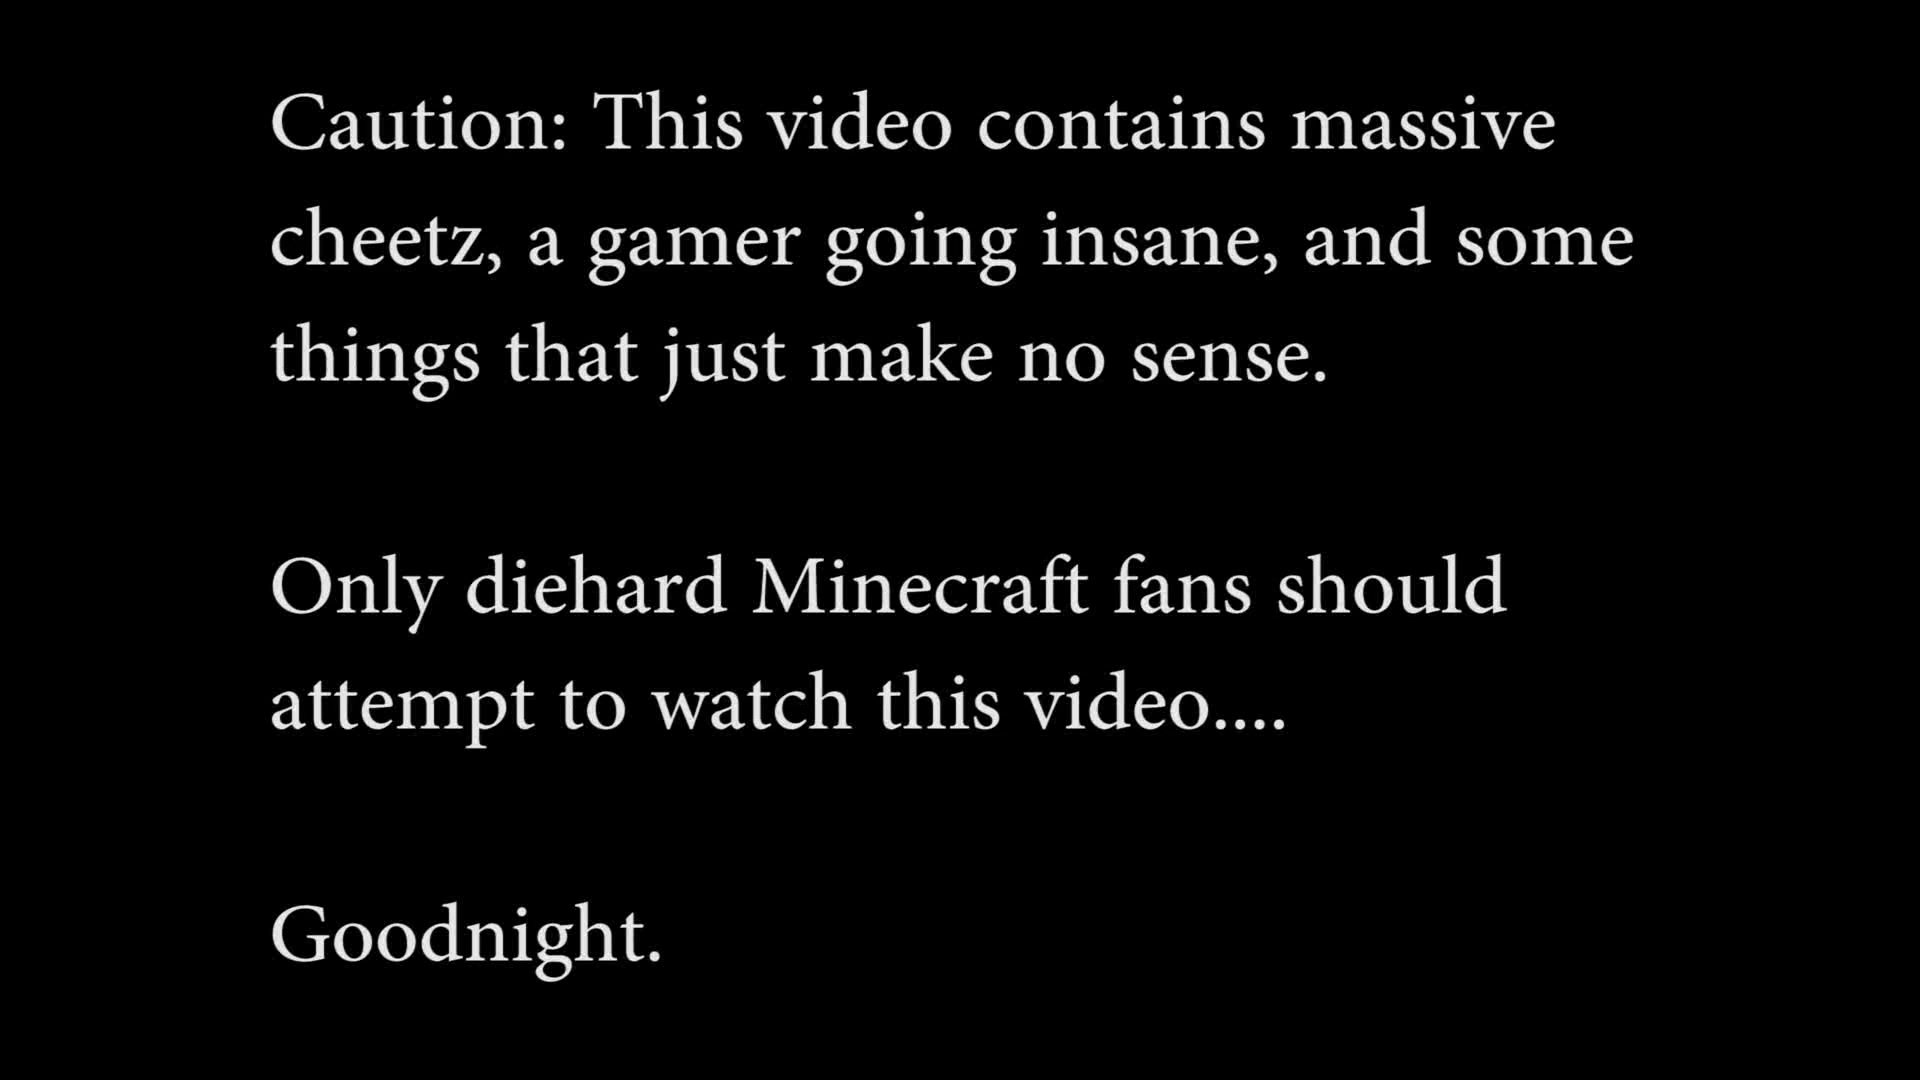 Caution: This video contains massive
cheetz, a gamer going insane, and some
things that just make no sense.
Only diehard Minecraft fans should
attempt to watch this video....
Goodnight.